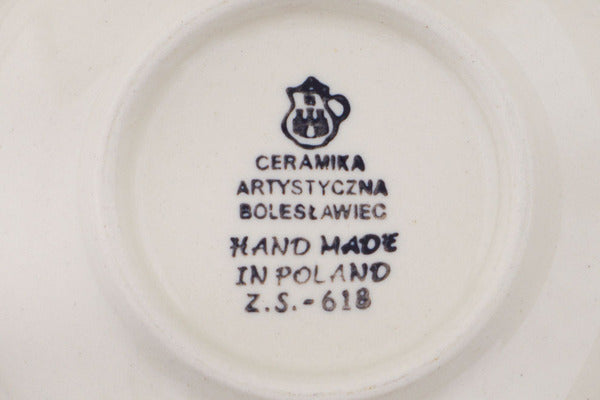 CERAMIKA
ARTYSTYCZNA
BOLESŁAWIEC
HAND MADE
IN POLAND
Z.S.-618